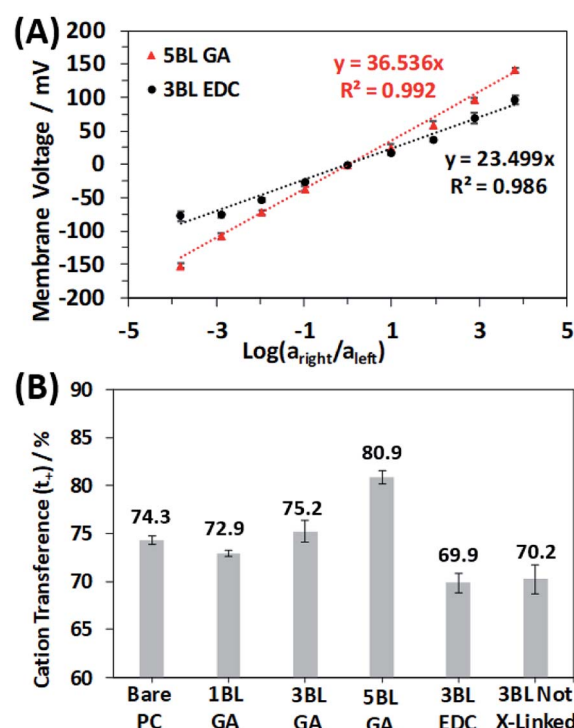 (A)
200
150
100
50
0
-50
-100
-150
-200
Membrane Voltage / mV
5BL GA
3BL EDC
y = 36.536x
R² = 0.992
y = 23.499x
R² = 0.986
-5 -3 -1 1 3 5
Log(a_right/a_left)
(B)
90
85
80
75
70
65
60
Cation Transference (t₊) / %
74.3 72.9 75.2 80.9 69.9 70.2
Bare 1BL 3BL 5BL 3BL 3BL Not
PC GA GA GA EDC X-Linked